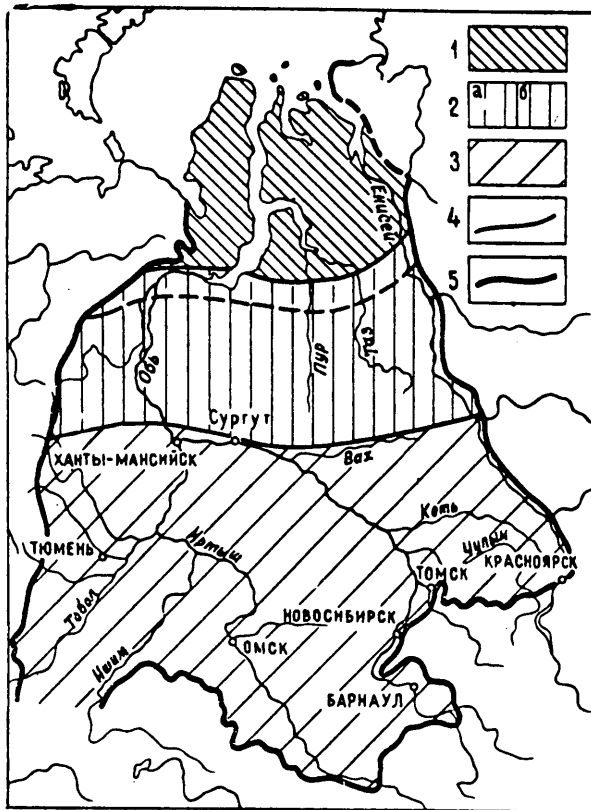 1
а б
2
3
4
5
Енисей
Обь
Пур
Таз
Сургут
ХАНТЫ-МАНСИЙСК
Вах
Кеть
Чулым
ТЮМЕНЬ
Иртыш
КРАСНОЯРСК
ТОМСК
Тобол
НОВОСИБИРСК
ОМСК
Ишим
БАРНАУЛ